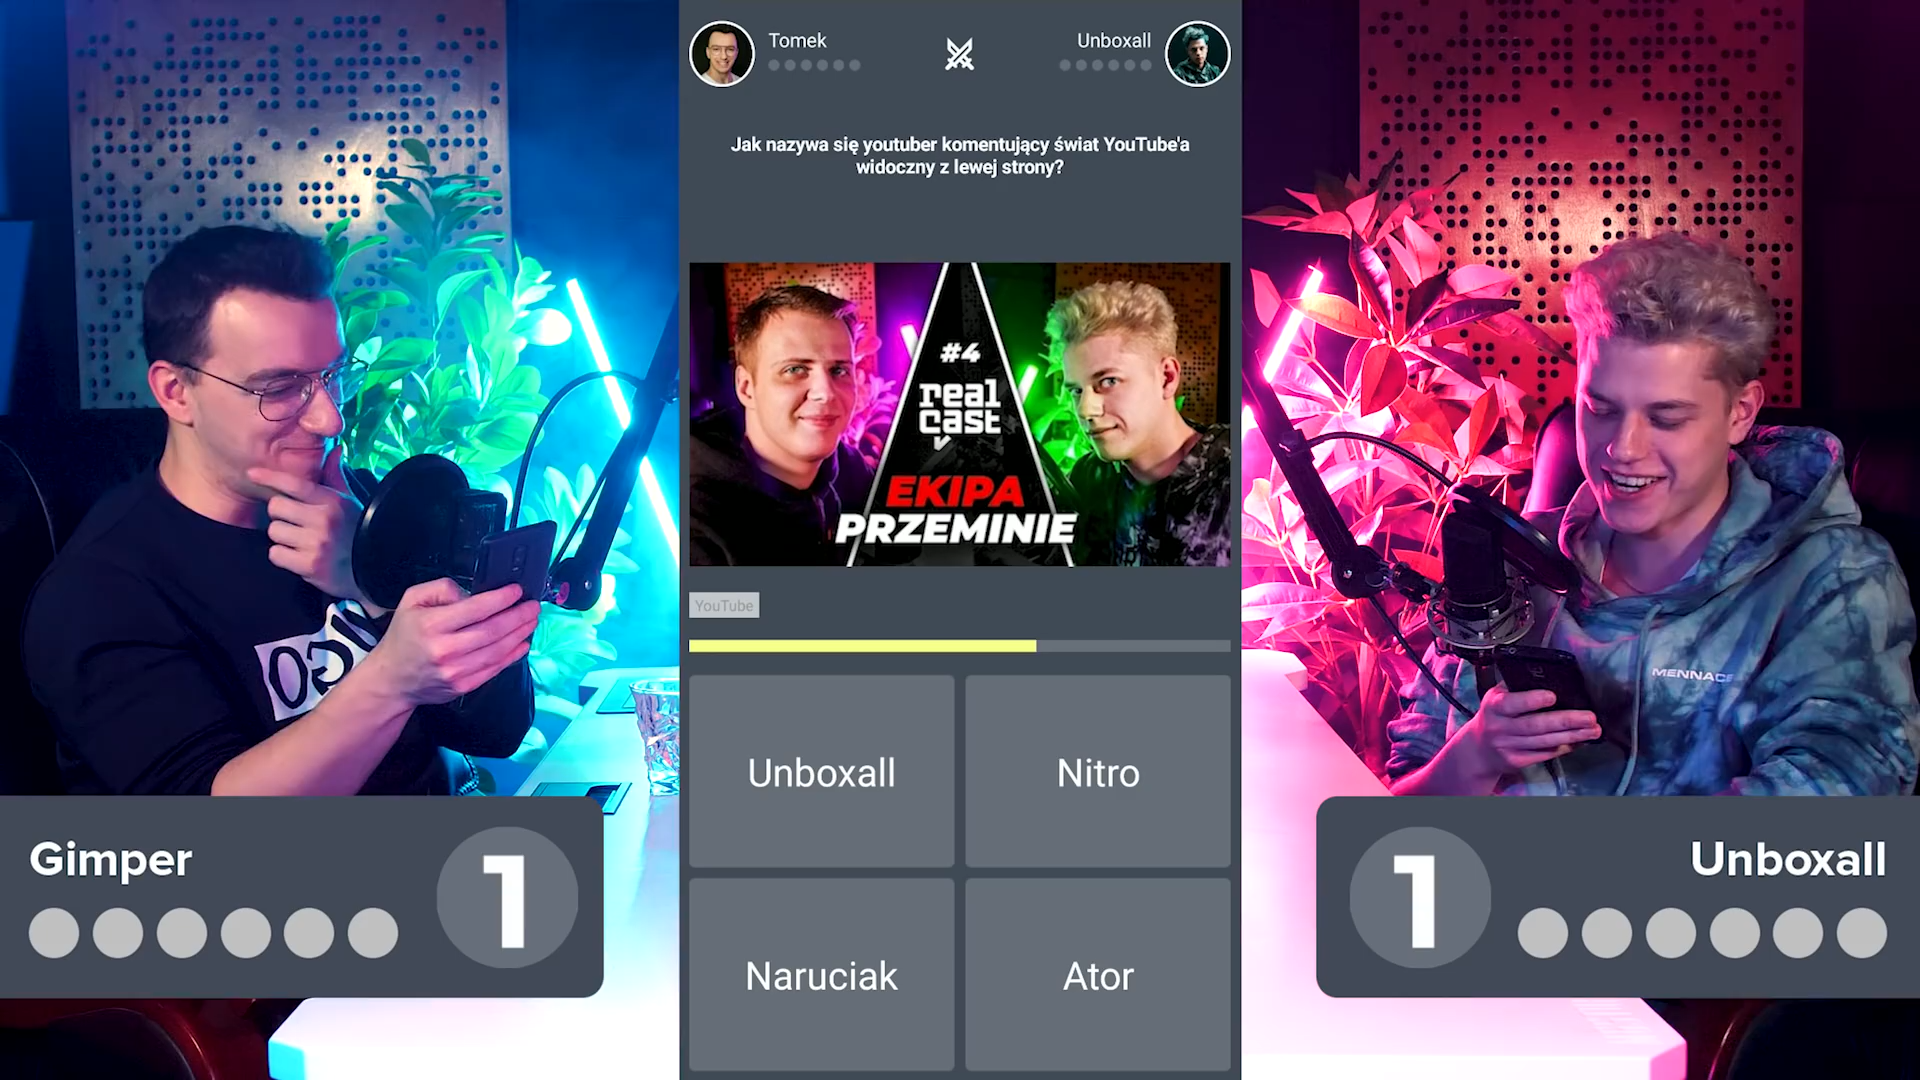 Tomek
Unboxall
Jak nazywa się youtuber komentujący świat YouTube'a
widoczny z lewej strony?
#4
real
cast
EKIPA
PRZEMINIE
YouTube
Unboxall
Nitro
Naruciak
Ator
MENNACE
Gimper
1
1
Unboxall